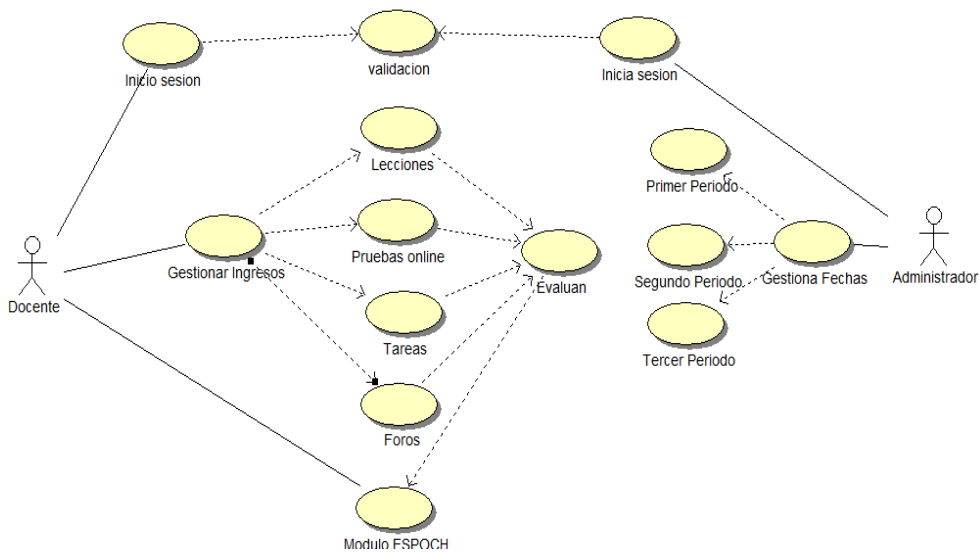 Inicio sesion
validacion
Inicia sesion
Lecciones
Primer Periodo
Pruebas online
Gestionar Ingresos
Evaluan
Segundo Periodo
Gestiona Fechas
Administrador
Docente
Tareas
Tercer Periodo
Foros
Modulo ESPOCH